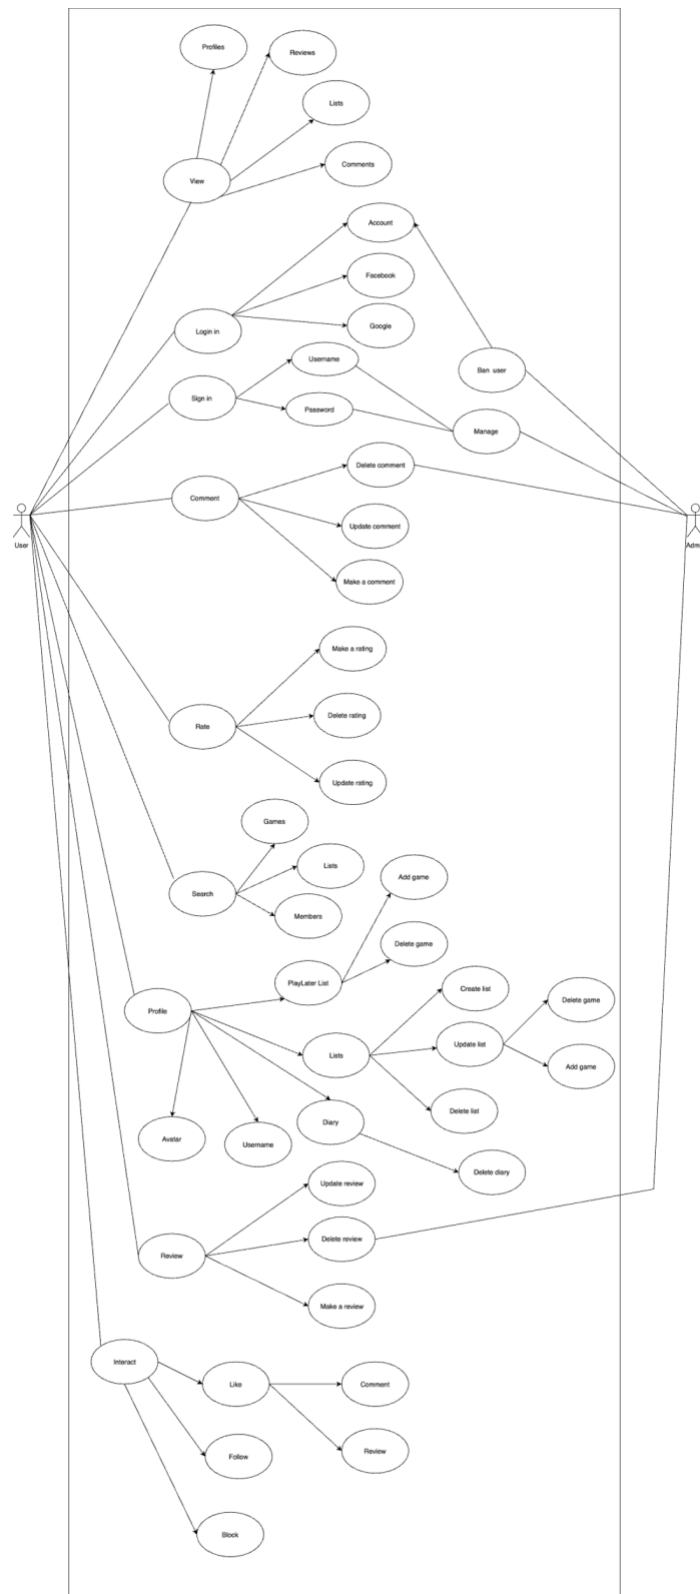 Profiles
Reviews
Lists
Comments
View
Account
Facebook
Google
Login in
Username
Ban user
Sign in
Password
Manage
Delete comment
Comment
Update comment
User
Adm
Make a comment
Make a rating
Delete rating
Rate
Update rating
Games
Lists
Add game
Search
Members
Delete game
PlayLater List
Create list
Delete game
Profile
Update list
Lists
Add game
Delete list
Diary
Avatar
Username
Delete diary
Update review
Delete review
Review
Make a review
Interact
Like
Comment
Review
Follow
Block